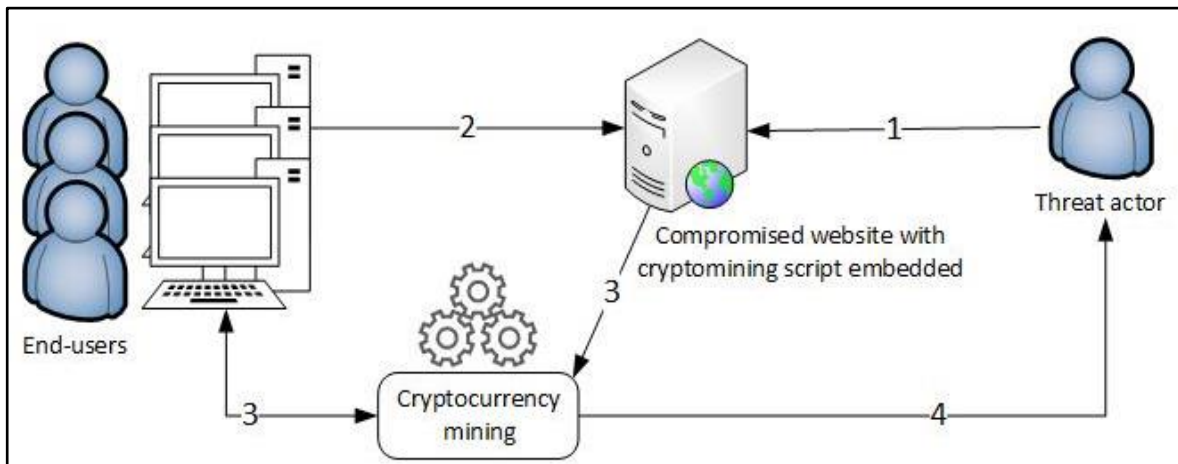 2
1
Threat actor
Compromised website with
cryptomining script embedded
3
End-users
Cryptocurrency
mining
3
4